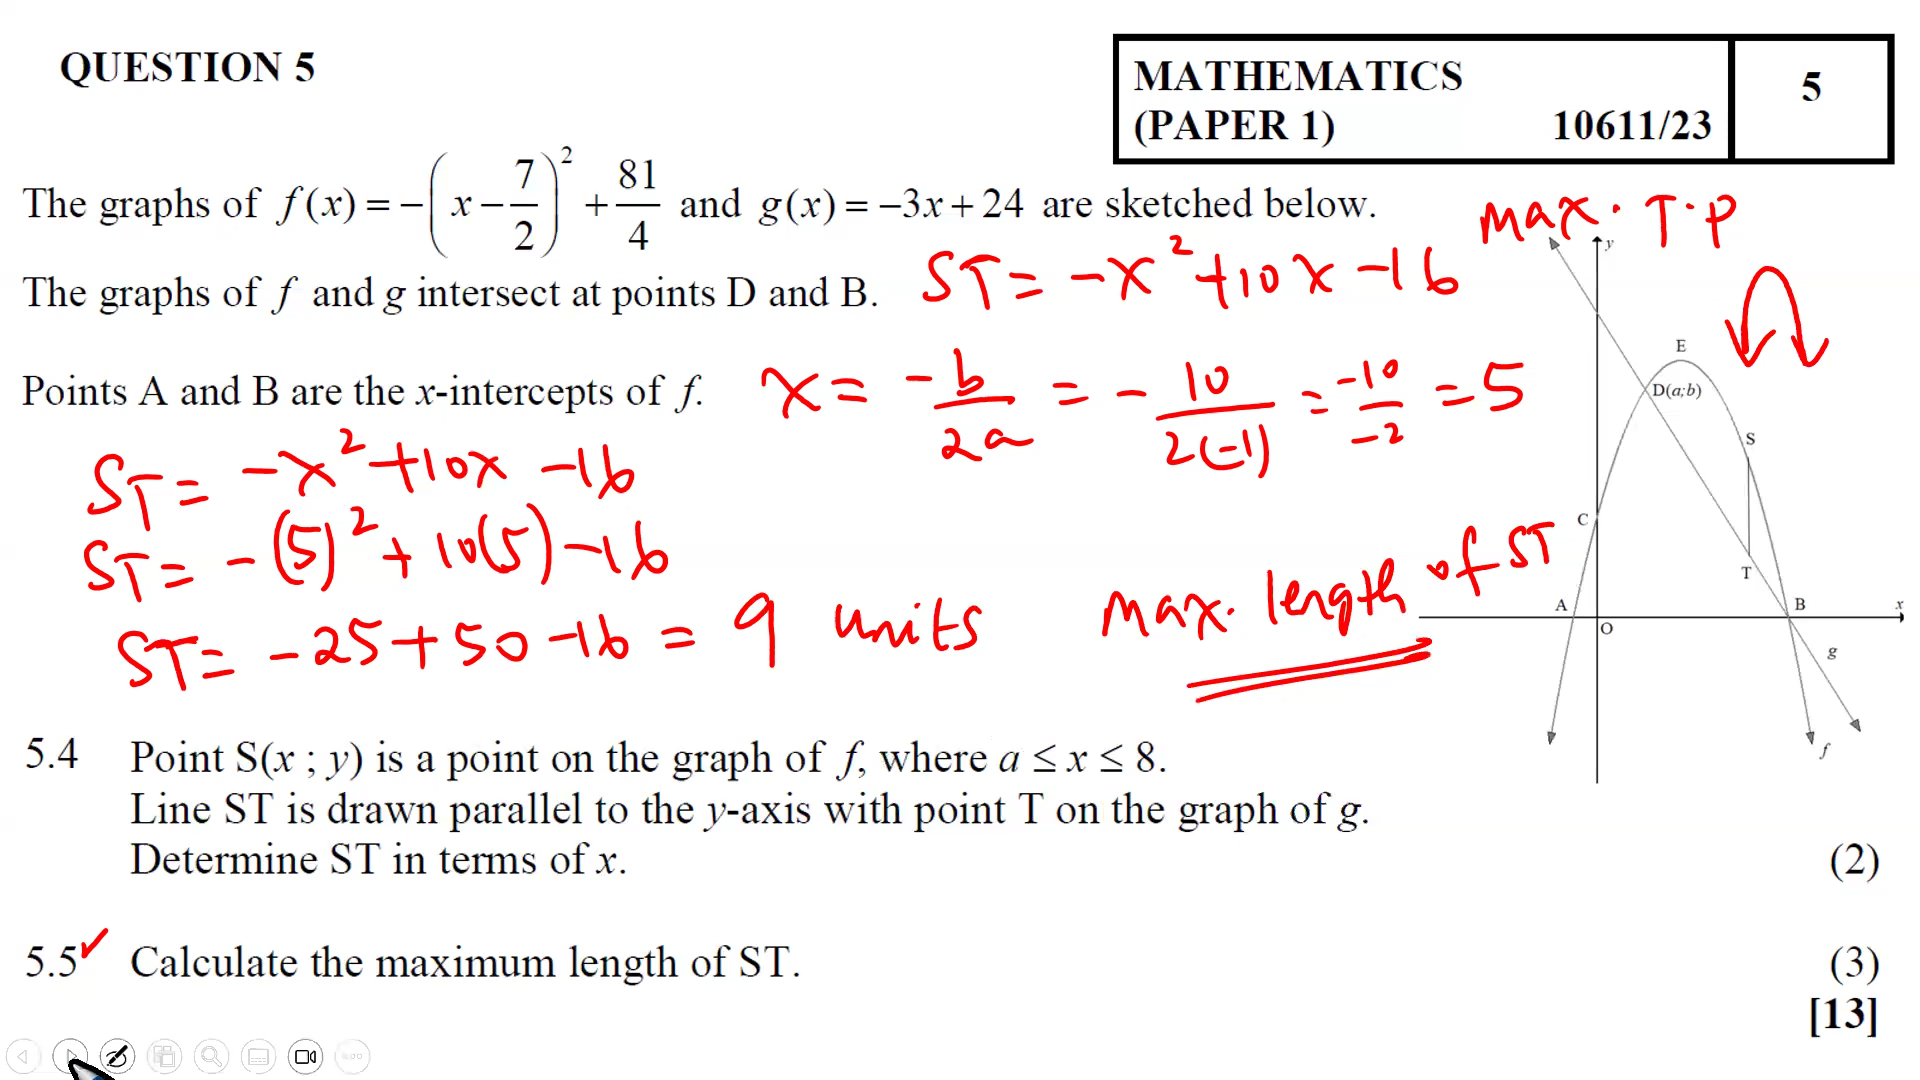 QUESTION 5
MATHEMATICS
(PAPER 1) 10611/23
5
The graphs of f(x) = −(x − 7/2)² + 81/4 and g(x) = −3x + 24 are sketched below.
max. T.P
ST = -x² + 10x - 16
The graphs of f and g intersect at points D and B.
Points A and B are the x-intercepts of f.
x = -b/2a = - 10/2(-1) = -10/-2 = 5
ST = -x² + 10x - 16
ST = -(5)² + 10(5) - 16
ST = -25 + 50 - 16 = 9 units
max. length of ST
y
E
D(a;b)
S
C
T
A
B
x
O
g
f
5.4 Point S(x ; y) is a point on the graph of f, where a ≤ x ≤ 8.
Line ST is drawn parallel to the y-axis with point T on the graph of g.
Determine ST in terms of x. (2)
5.5 ✓ Calculate the maximum length of ST. (3)
[13]